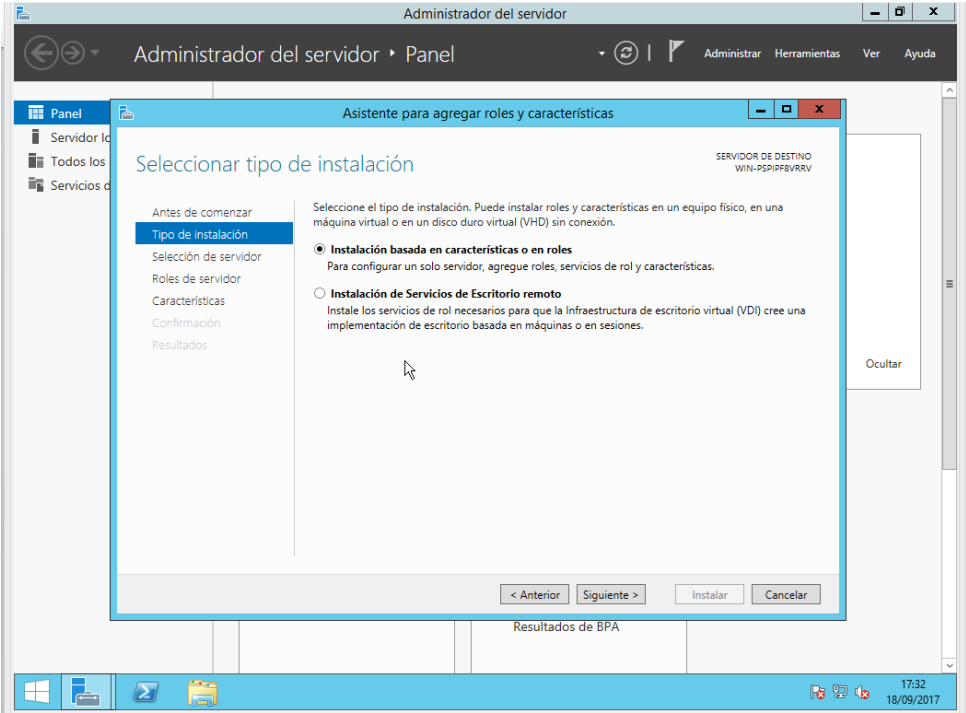 Administrador del servidor
Administrador del servidor ‣ Panel
Administrar Herramientas Ver Ayuda
Panel
Servidor lo
Todos los
Servicios d
Asistente para agregar roles y características
Seleccionar tipo de instalación
SERVIDOR DE DESTINO
WIN-PSPIPF8VRRV
Antes de comenzar
Tipo de instalación
Selección de servidor
Roles de servidor
Características
Confirmación
Resultados
Seleccione el tipo de instalación. Puede instalar roles y características en un equipo físico, en una
máquina virtual o en un disco duro virtual (VHD) sin conexión.
Instalación basada en características o en roles
Para configurar un solo servidor, agregue roles, servicios de rol y características.
Instalación de Servicios de Escritorio remoto
Instale los servicios de rol necesarios para que la Infraestructura de escritorio virtual (VDI) cree una
implementación de escritorio basada en máquinas o en sesiones.
Ocultar
< Anterior Siguiente > Instalar Cancelar
Resultados de BPA
17:32
18/09/2017